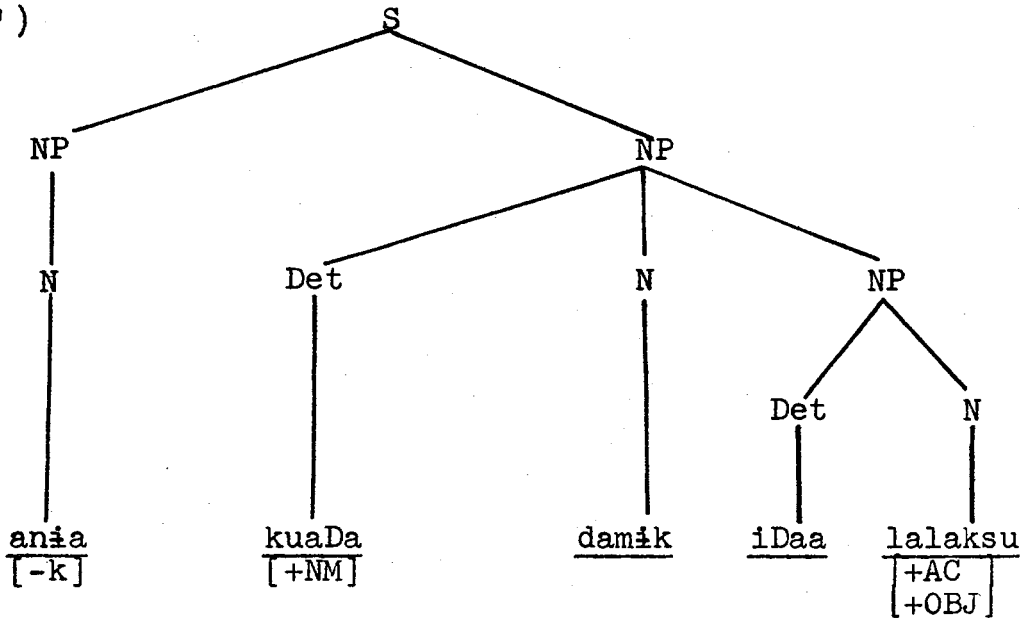 ')
S
NP NP
N Det N NP
Det N
anɨa kuaDa damɨk iDaa lalaksu
[-k] [+NM] [+AC
+OBJ]